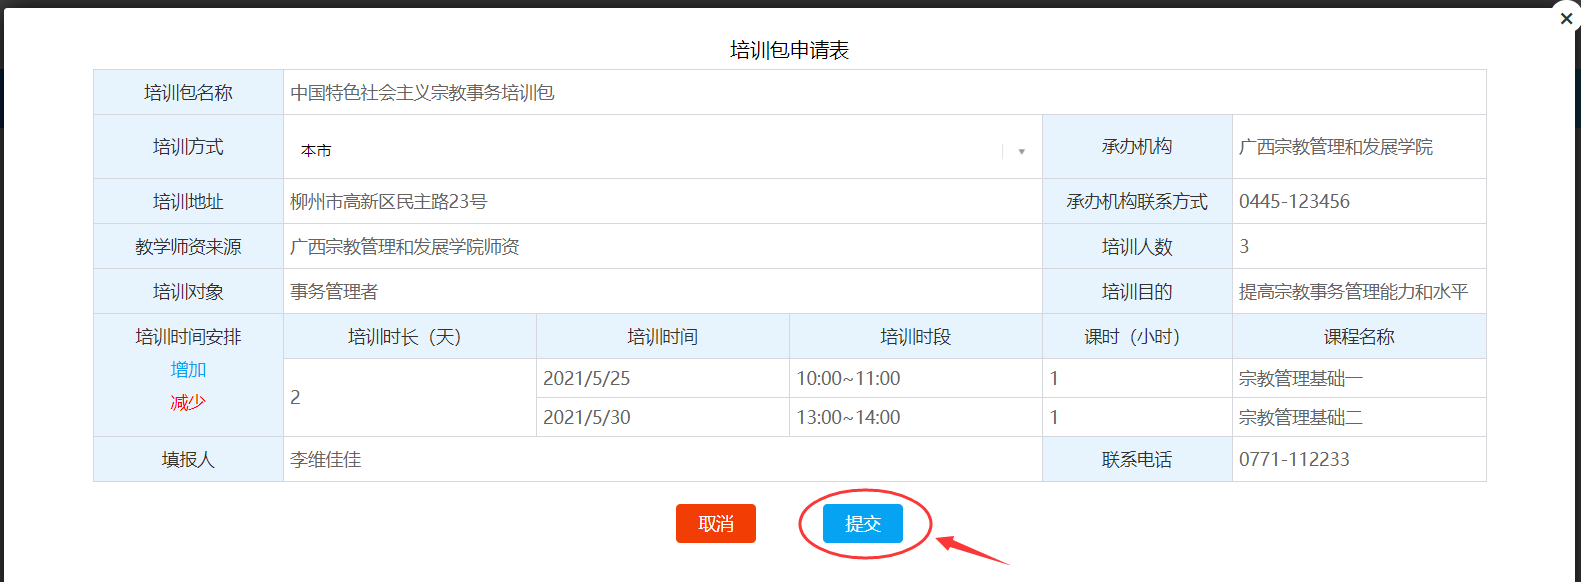 培训包申请表
培训包名称 中国特色社会主义宗教事务培训包
培训方式 本市 承办机构 广西宗教管理和发展学院
培训地址 柳州市高新区民主路23号 承办机构联系方式 0445-123456
教学师资来源 广西宗教管理和发展学院师资 培训人数 3
培训对象 事务管理者 培训目的 提高宗教事务管理能力和水平
培训时间安排 培训时长（天） 培训时间 培训时段 课时（小时） 课程名称
增加
减少
2 2021/5/25 10:00~11:00 1 宗教管理基础一
2021/5/30 13:00~14:00 1 宗教管理基础二
填报人 李维佳佳 联系电话 0771-112233
取消 提交